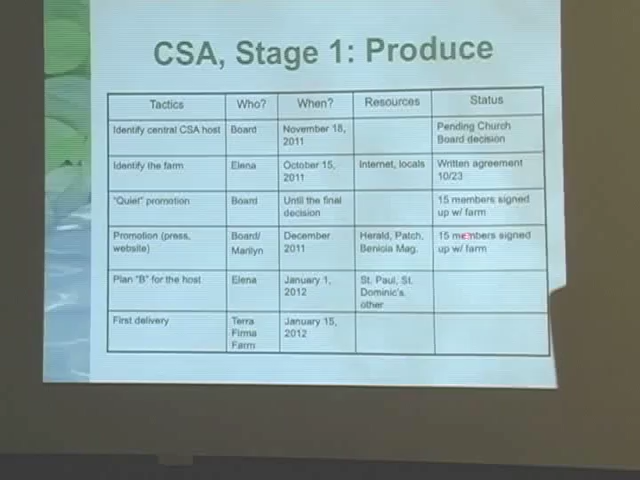 CSA, Stage 1: Produce
Tactics Who? When? Resources Status
Identify central CSA host Board November 18, 2011 Pending Church Board decision
Identify the farm Elena October 15, 2011 Internet, locals Written agreement 10/23
"Quiet" promotion Board Until the final decision 15 members signed up w/ farm
Promotion (press, website) Board/ Marilyn December 2011 Herald, Patch, Benicia Mag. 15 members signed up w/ farm
Plan "B" for the host Elena January 1, 2012 St. Paul, St. Dominic's, other
First delivery Terra Firma Farm January 15, 2012